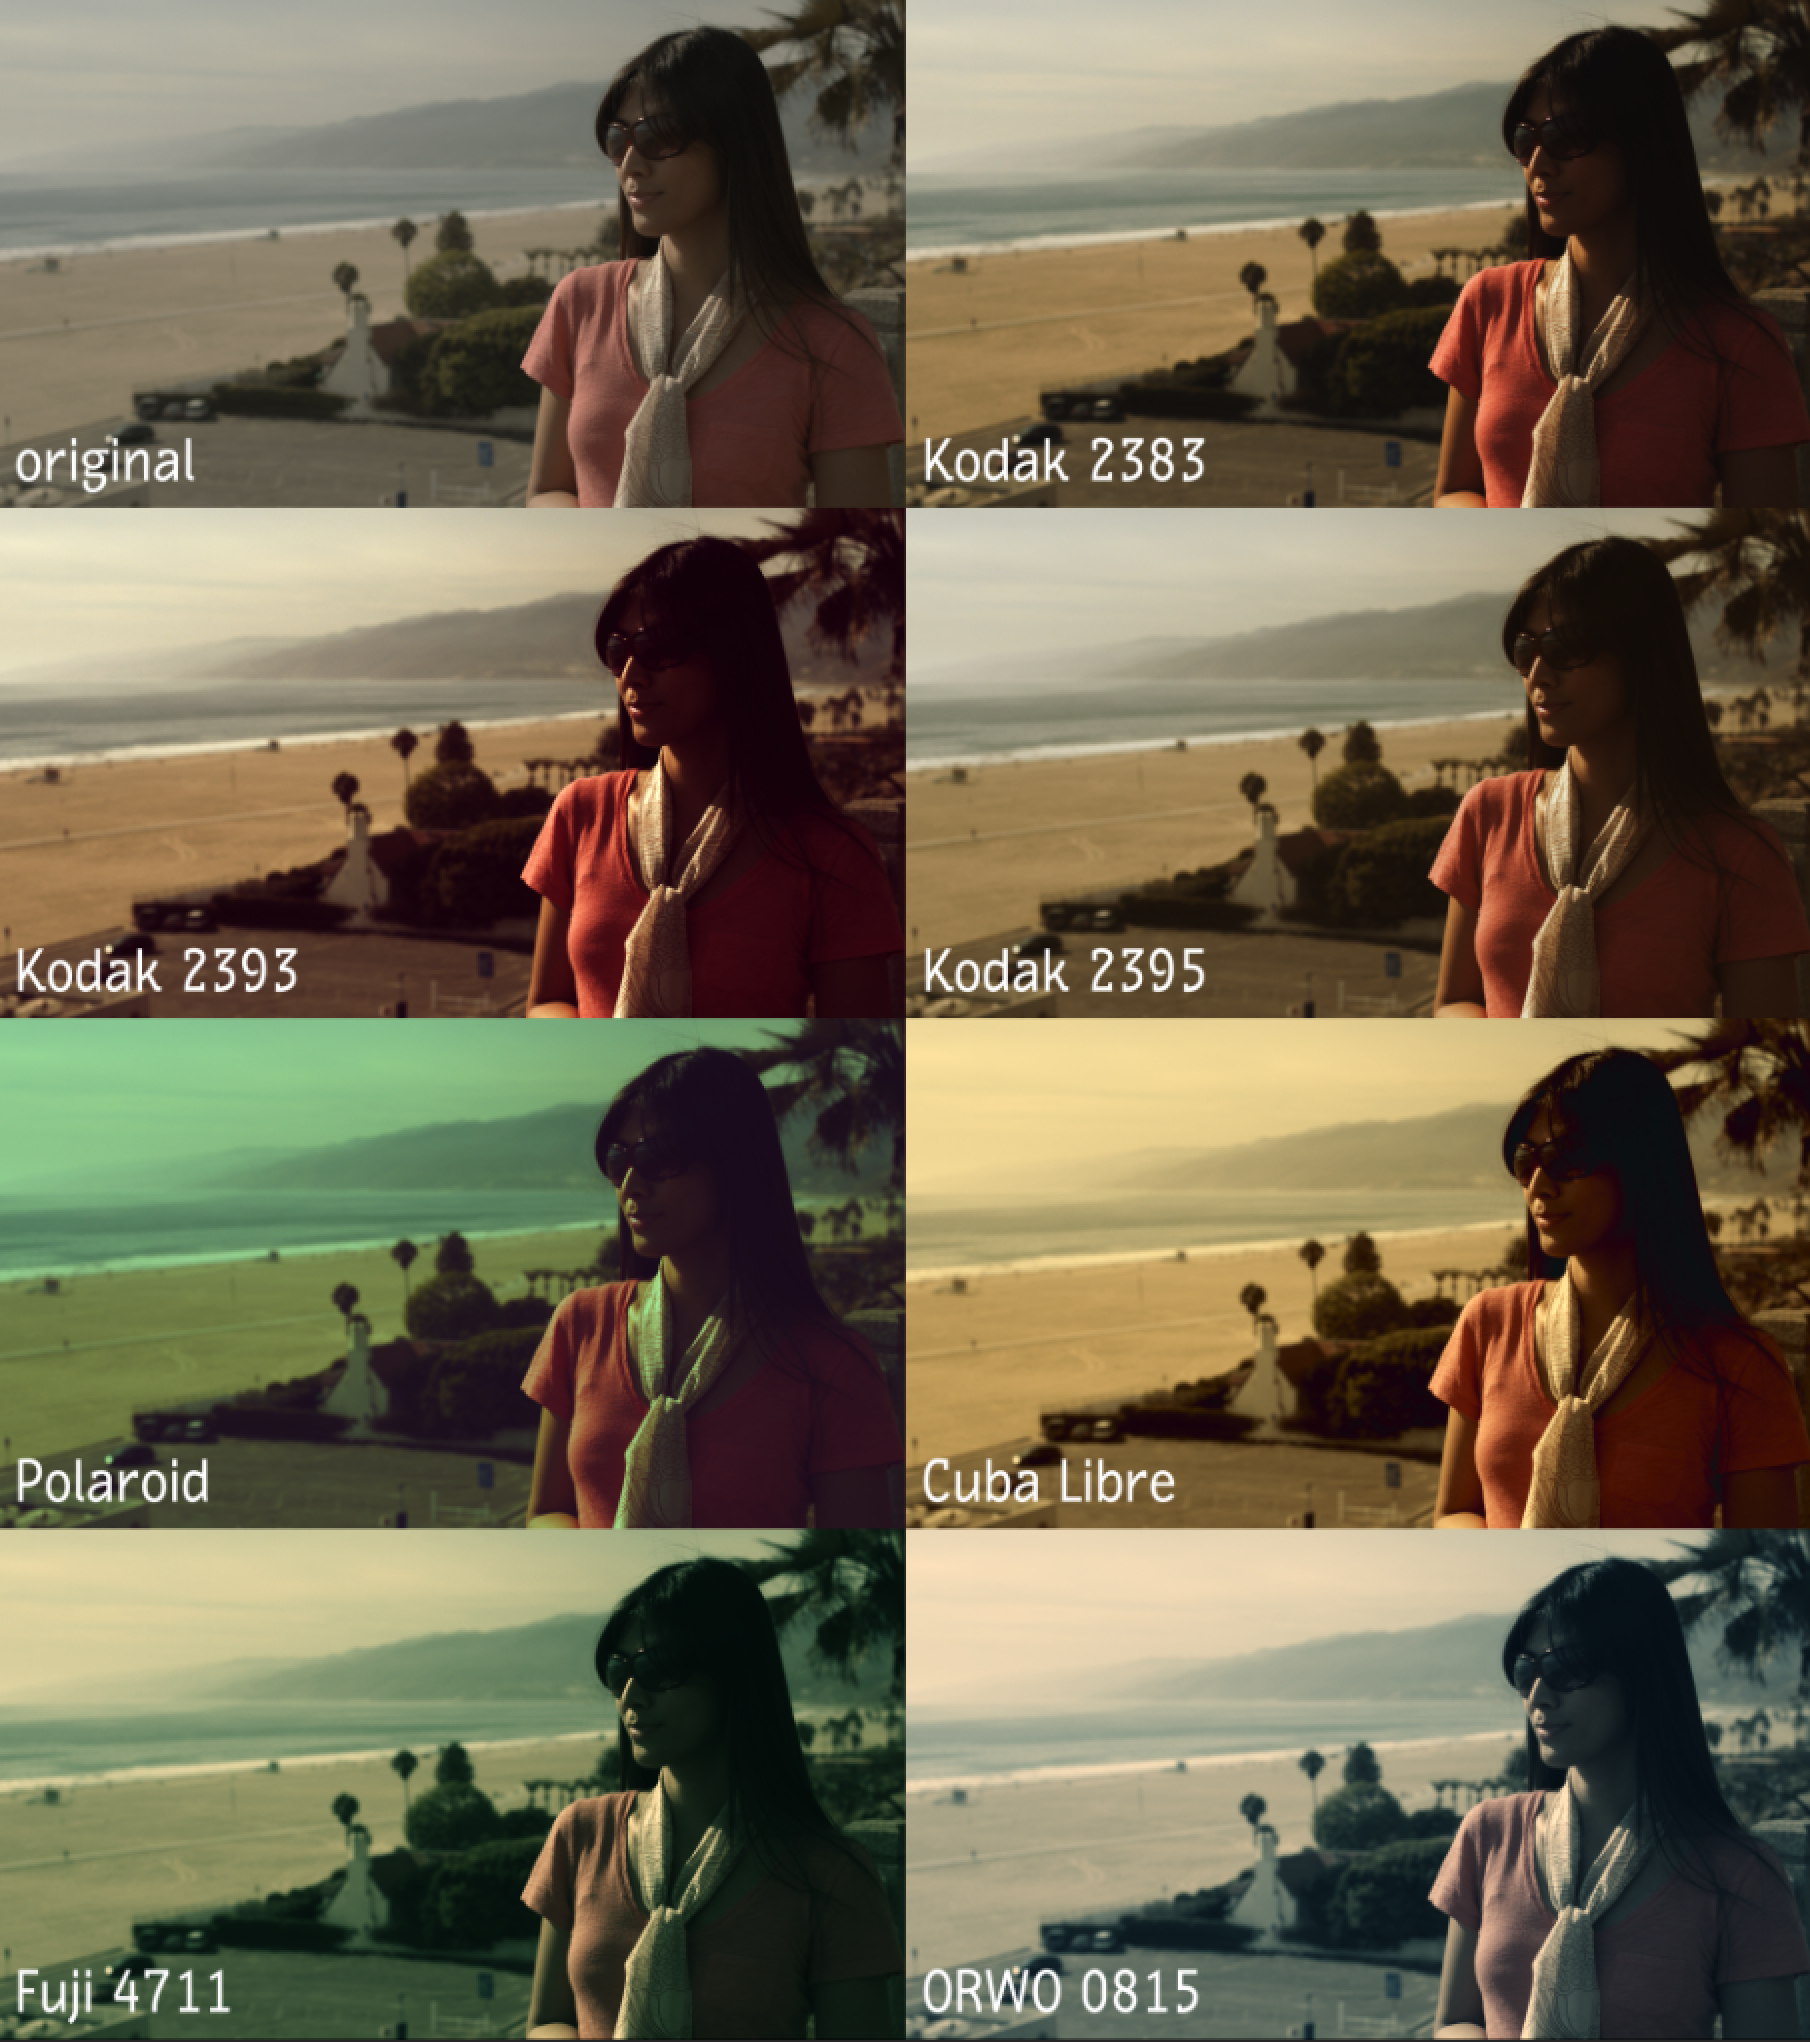 original
Kodak 2383
Kodak 2393
Kodak 2395
Polaroid
Cuba Libre
Fuji 4711
ORWO 0815